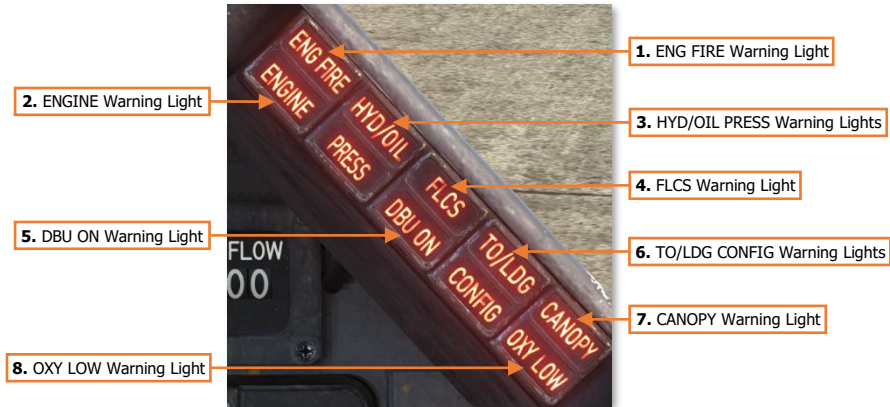 1. ENG FIRE Warning Light
2. ENGINE Warning Light
3. HYD/OIL PRESS Warning Lights
4. FLCS Warning Light
5. DBU ON Warning Light
6. TO/LDG CONFIG Warning Lights
7. CANOPY Warning Light
8. OXY LOW Warning Light
ENG FIRE
ENGINE
HYD/OIL
PRESS
FLCS
DBU ON
TO/LDG
CONFIG
CANOPY
OXY LOW
FLOW
00